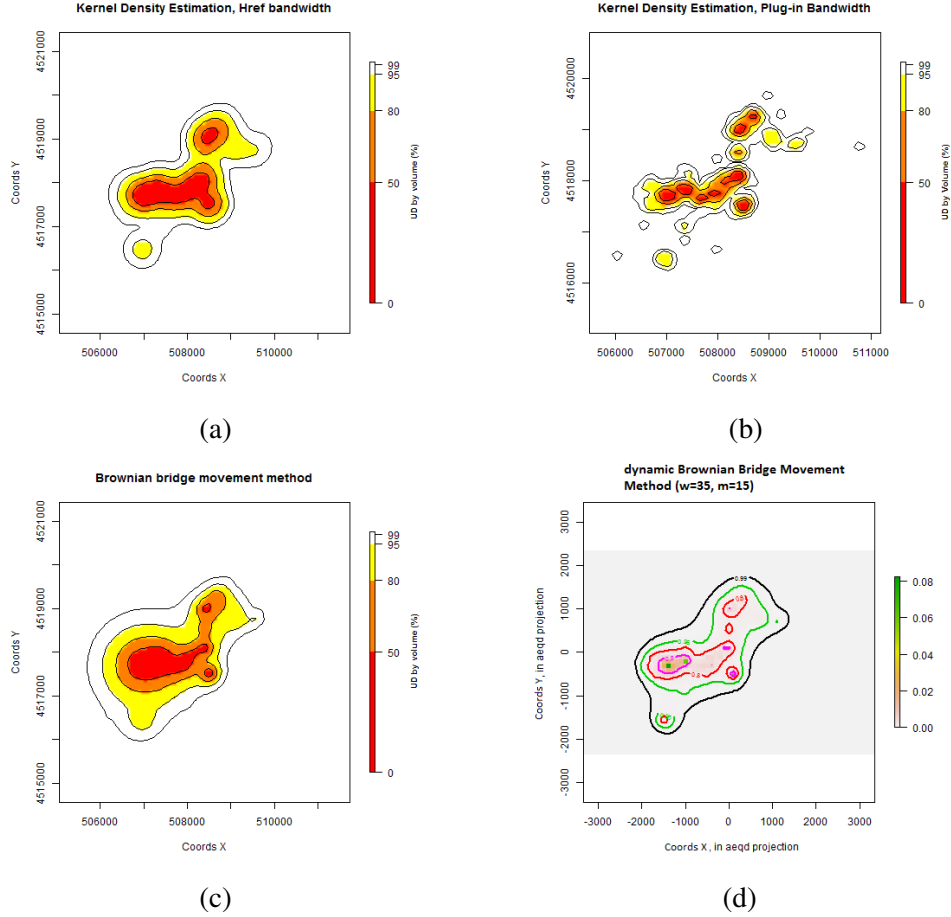 Kernel Density Estimation, Href bandwidth
4521000
4519000
4517000
4515000
Coords Y
506000 508000 510000
Coords X
99
95
80
50
0
UD by volume (%)
(a)
Kernel Density Estimation, Plug-in Bandwidth
4520000
4518000
4516000
Coords Y
505000 507000 508000 509000 510000 511000
Coords X
99
95
80
50
0
UD by volume (%)
(b)
Brownian bridge movement method
4521000
4519000
4517000
4515000
Coords Y
506000 508000 510000
Coords X
99
95
80
50
0
UD by volume (%)
(c)
dynamic Brownian Bridge Movement
Method (w=35, m=15)
3000
2000
1000
0
-1000
-2000
-3000
Coords Y, in aeqd projection
-3000 -2000 -1000 0 1000 2000 3000
Coords X, in aeqd projection
0.99
0.8
0.08
0.06
0.04
0.02
0.00
(d)